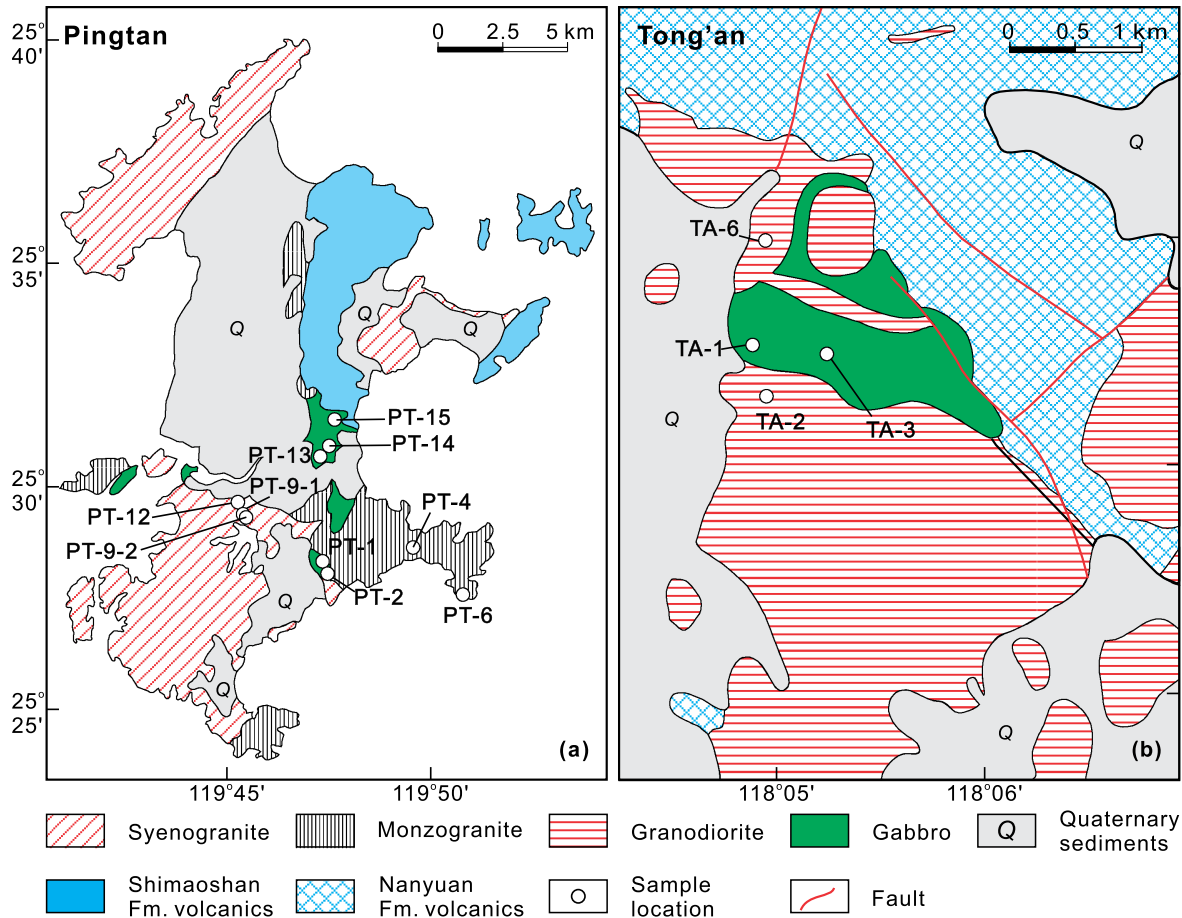 Pingtan
0 2.5 5 km
25°
40'
25°
35'
25°
30'
25°
25'
Q
Q
Q
Q
Q
PT-15
PT-14
PT-13
PT-9-1
PT-12
PT-9-2
PT-4
PT-1
PT-2
PT-6
(a)
119°45'
119°50'
Tong'an
0 0.5 1 km
Q
TA-6
TA-1
TA-2
TA-3
Q
Q
(b)
118°05'
118°06'
Syenogranite
Monzogranite
Granodiorite
Gabbro
Q
Quaternary
sediments
Shimaoshan
Fm. volcanics
Nanyuan
Fm. volcanics
Sample
location
Fault